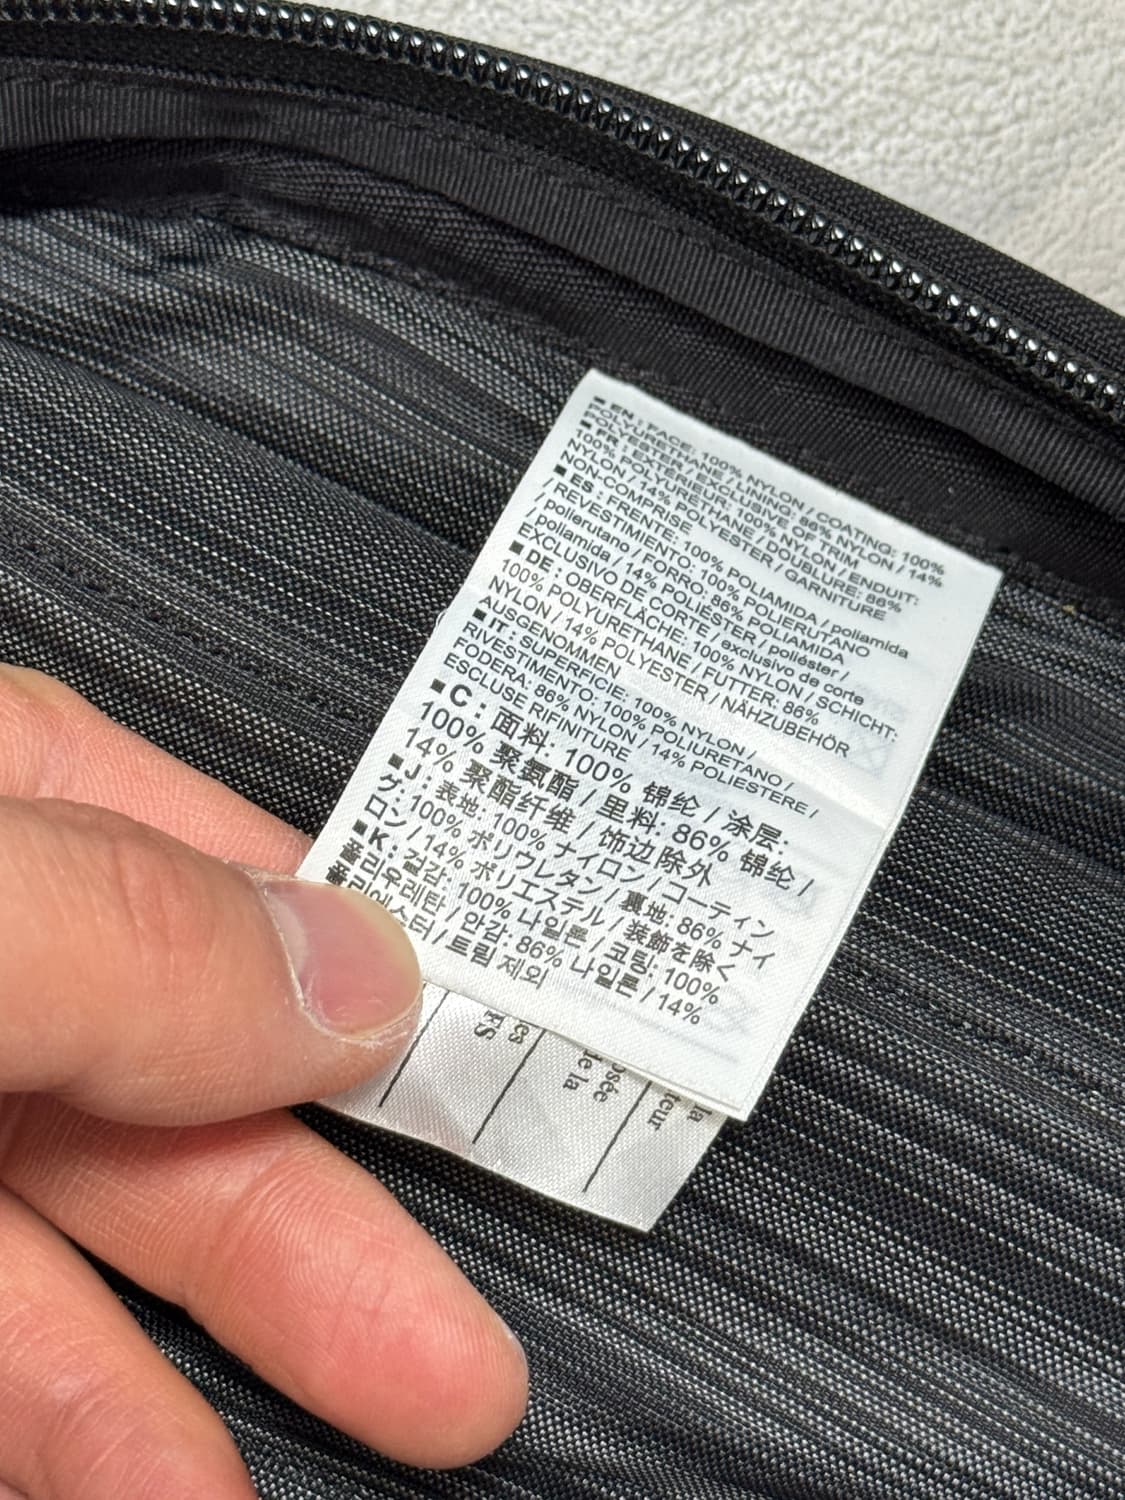 ■ EN : FACE: 100% NYLON / COATING: 100%
POLYURETHANE / LINING: 86% NYLON / 14%
POLYESTER / EXCLUSIVE OF TRIM
■ FR : EXTÉRIEUR: 100% NYLON / ENDUIT:
100% POLYURÉTHANE / DOUBLURE: 86%
NYLON / 14% POLYESTER / GARNITURE
NON-COMPRISE
■ ES : FRENTE: 100% POLIAMIDA / poliamida
/ REVESTIMIENTO: 100% POLIERUTANO
/ polierutano / FORRO: 86% POLIAMIDA
/ poliamida / 14% POLIÉSTER / poliéster /
EXCLUSIVO DE CORTE / exclusivo de corte
■ DE : OBERFLÄCHE: 100% NYLON / SCHICHT:
100% POLYURETHANE / FUTTER: 86%
NYLON / 14% POLYESTER / NÄHZUBEHÖR
AUSGENOMMEN
■ IT : SUPERFICIE: 100% NYLON /
RIVESTIMENTO: 100% POLIURETANO /
FODERA: 86% NYLON / 14% POLIESTERE /
ESCLUSE RIFINITURE
■ C : 面料: 100% 锦纶 / 涂层:
100% 聚氨酯 / 里料: 86% 锦纶 /
14% 聚酯纤维 / 饰边除外
■ J : 表地: 100% ナイロン / コーティン
グ : 100% ポリウレタン / 裏地: 86% ナイ
ロン / 14% ポリエステル / 装飾を除く
■ K : 겉감: 100% 나일론 / 코팅: 100%
폴리우레탄 / 안감: 86% 나일론 / 14%
폴리에스터 / 트림 제외
es
de la
la
teur